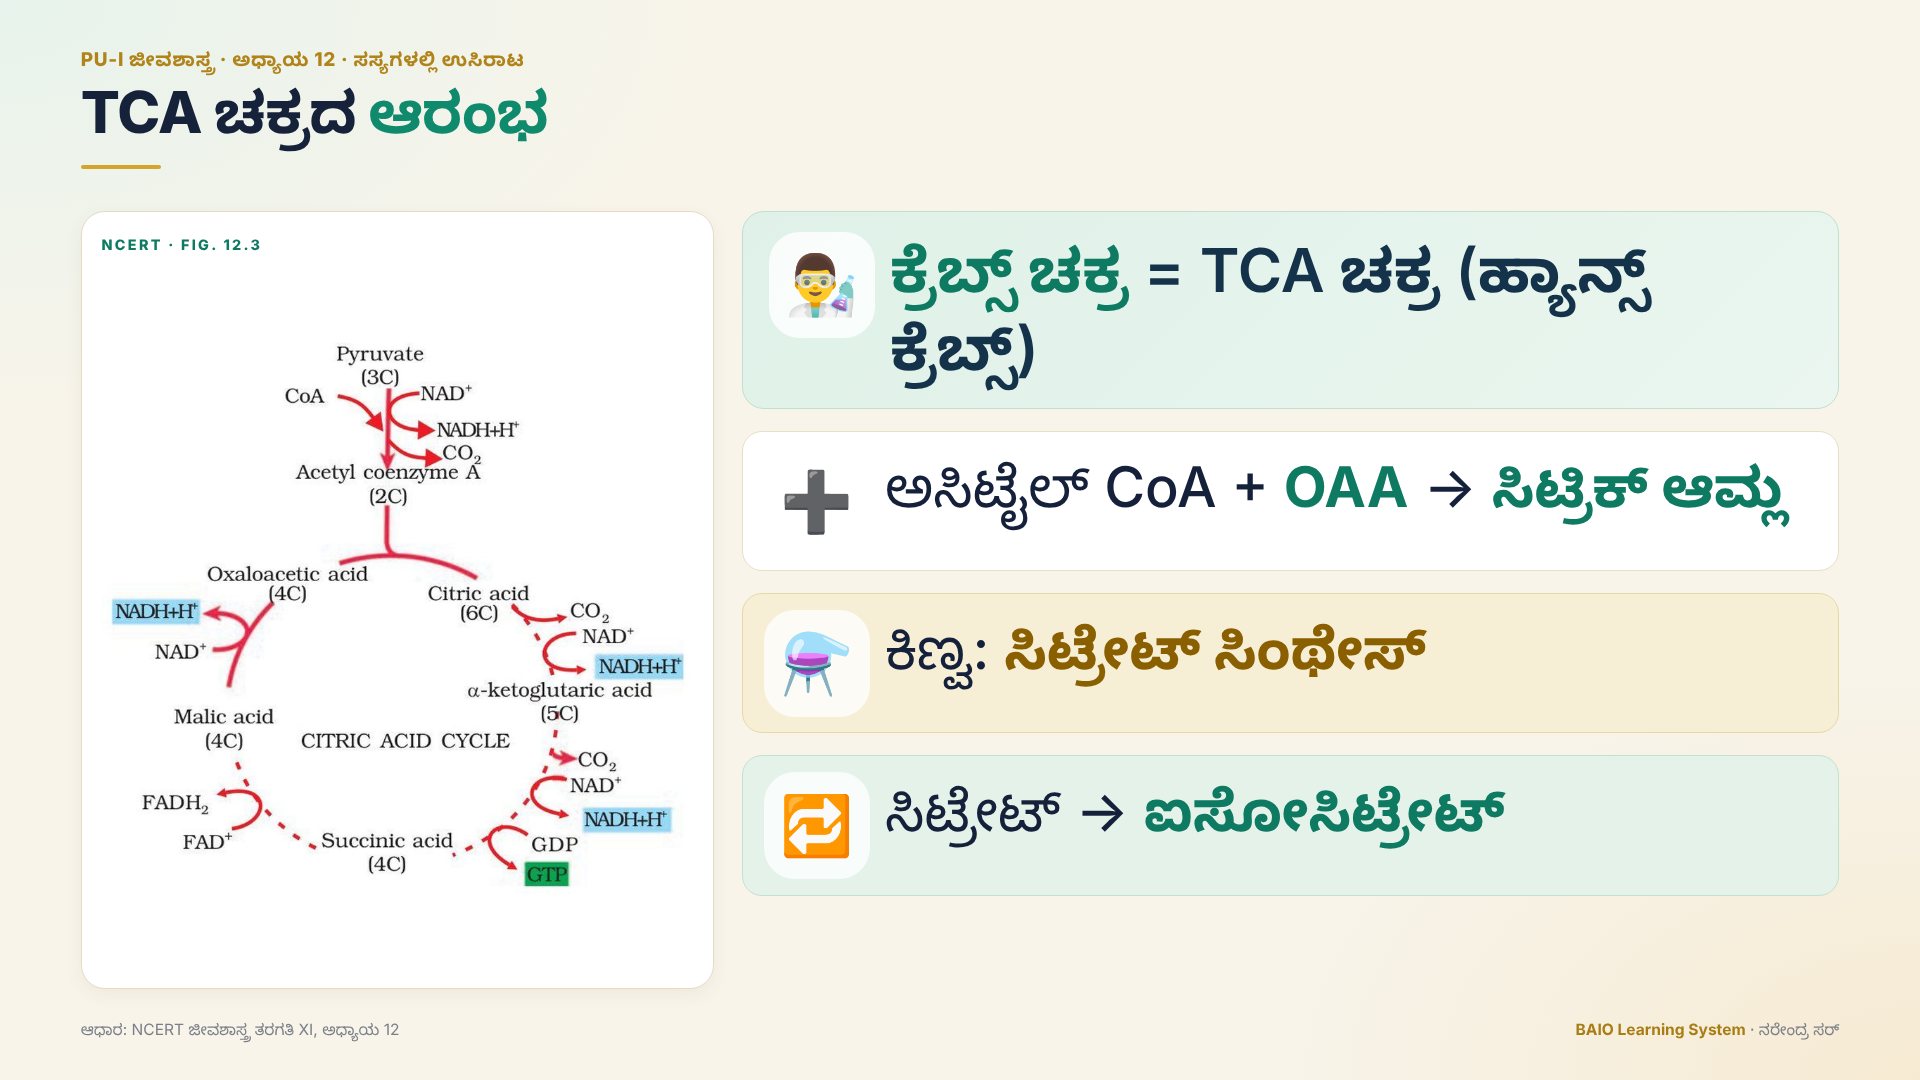 PU-I ಜೀವಶಾಸ್ತ್ರ · ಅಧ್ಯಾಯ 12 · ಸಸ್ಯಗಳಲ್ಲಿ ಉಸಿರಾಟ
TCA ಚಕ್ರದ ಆರಂಭ
NCERT · FIG. 12.3
Pyruvate
(3C)
CoA
NAD⁺
NADH+H⁺
CO₂
Acetyl coenzyme A
(2C)
Oxaloacetic acid
(4C)
Citric acid
(6C)
NADH+H⁺
CO₂
NAD⁺
NAD⁺
NADH+H⁺
α-ketoglutaric acid
(5C)
Malic acid
(4C)
CITRIC ACID CYCLE
CO₂
NAD⁺
FADH₂
NADH+H⁺
FAD⁺
Succinic acid
(4C)
GDP
GTP
ಕ್ರೆಬ್ಸ್ ಚಕ್ರ = TCA ಚಕ್ರ (ಹ್ಯಾನ್ಸ್
ಕ್ರೆಬ್ಸ್)
ಅಸಿಟೈಲ್ CoA + OAA → ಸಿಟ್ರಿಕ್ ಆಮ್ಲ
ಕಿಣ್ವ: ಸಿಟ್ರೇಟ್ ಸಿಂಥೇಸ್
ಸಿಟ್ರೇಟ್ → ಐಸೋಸಿಟ್ರೇಟ್
ಆಧಾರ: NCERT ಜೀವಶಾಸ್ತ್ರ ತರಗತಿ XI, ಅಧ್ಯಾಯ 12
BAIO Learning System · ನರೇಂದ್ರ ಸರ್